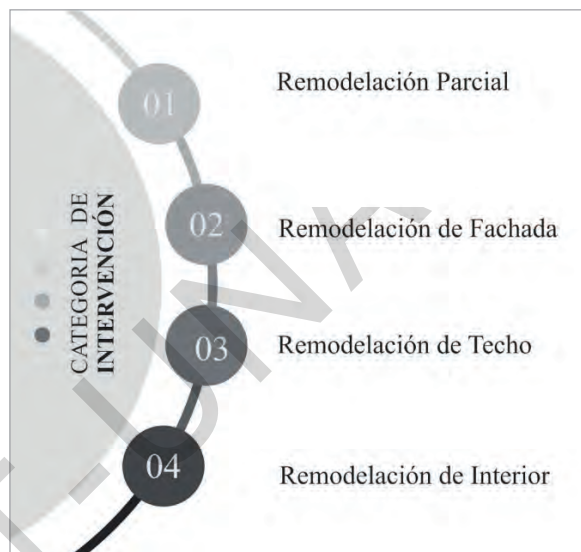 CATEGORIA DE
INTERVENCIÓN
01
Remodelación Parcial
02
Remodelación de Fachada
03
Remodelación de Techo
04
Remodelación de Interior